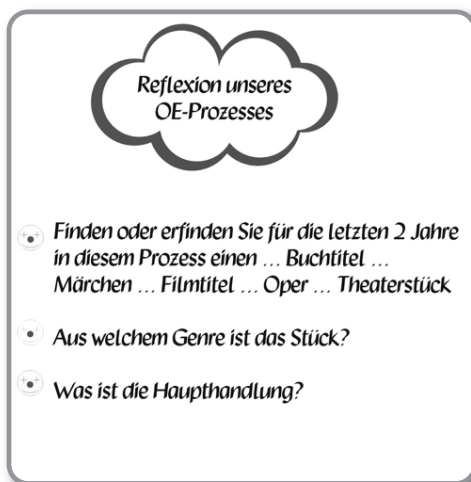 Reflexion unseres
OE-Prozesses
Finden oder erfinden Sie für die letzten 2 Jahre
in diesem Prozess einen ... Buchtitel ...
Märchen ... Filmtitel ... Oper ... Theaterstück
Aus welchem Genre ist das Stück?
Was ist die Haupthandlung?